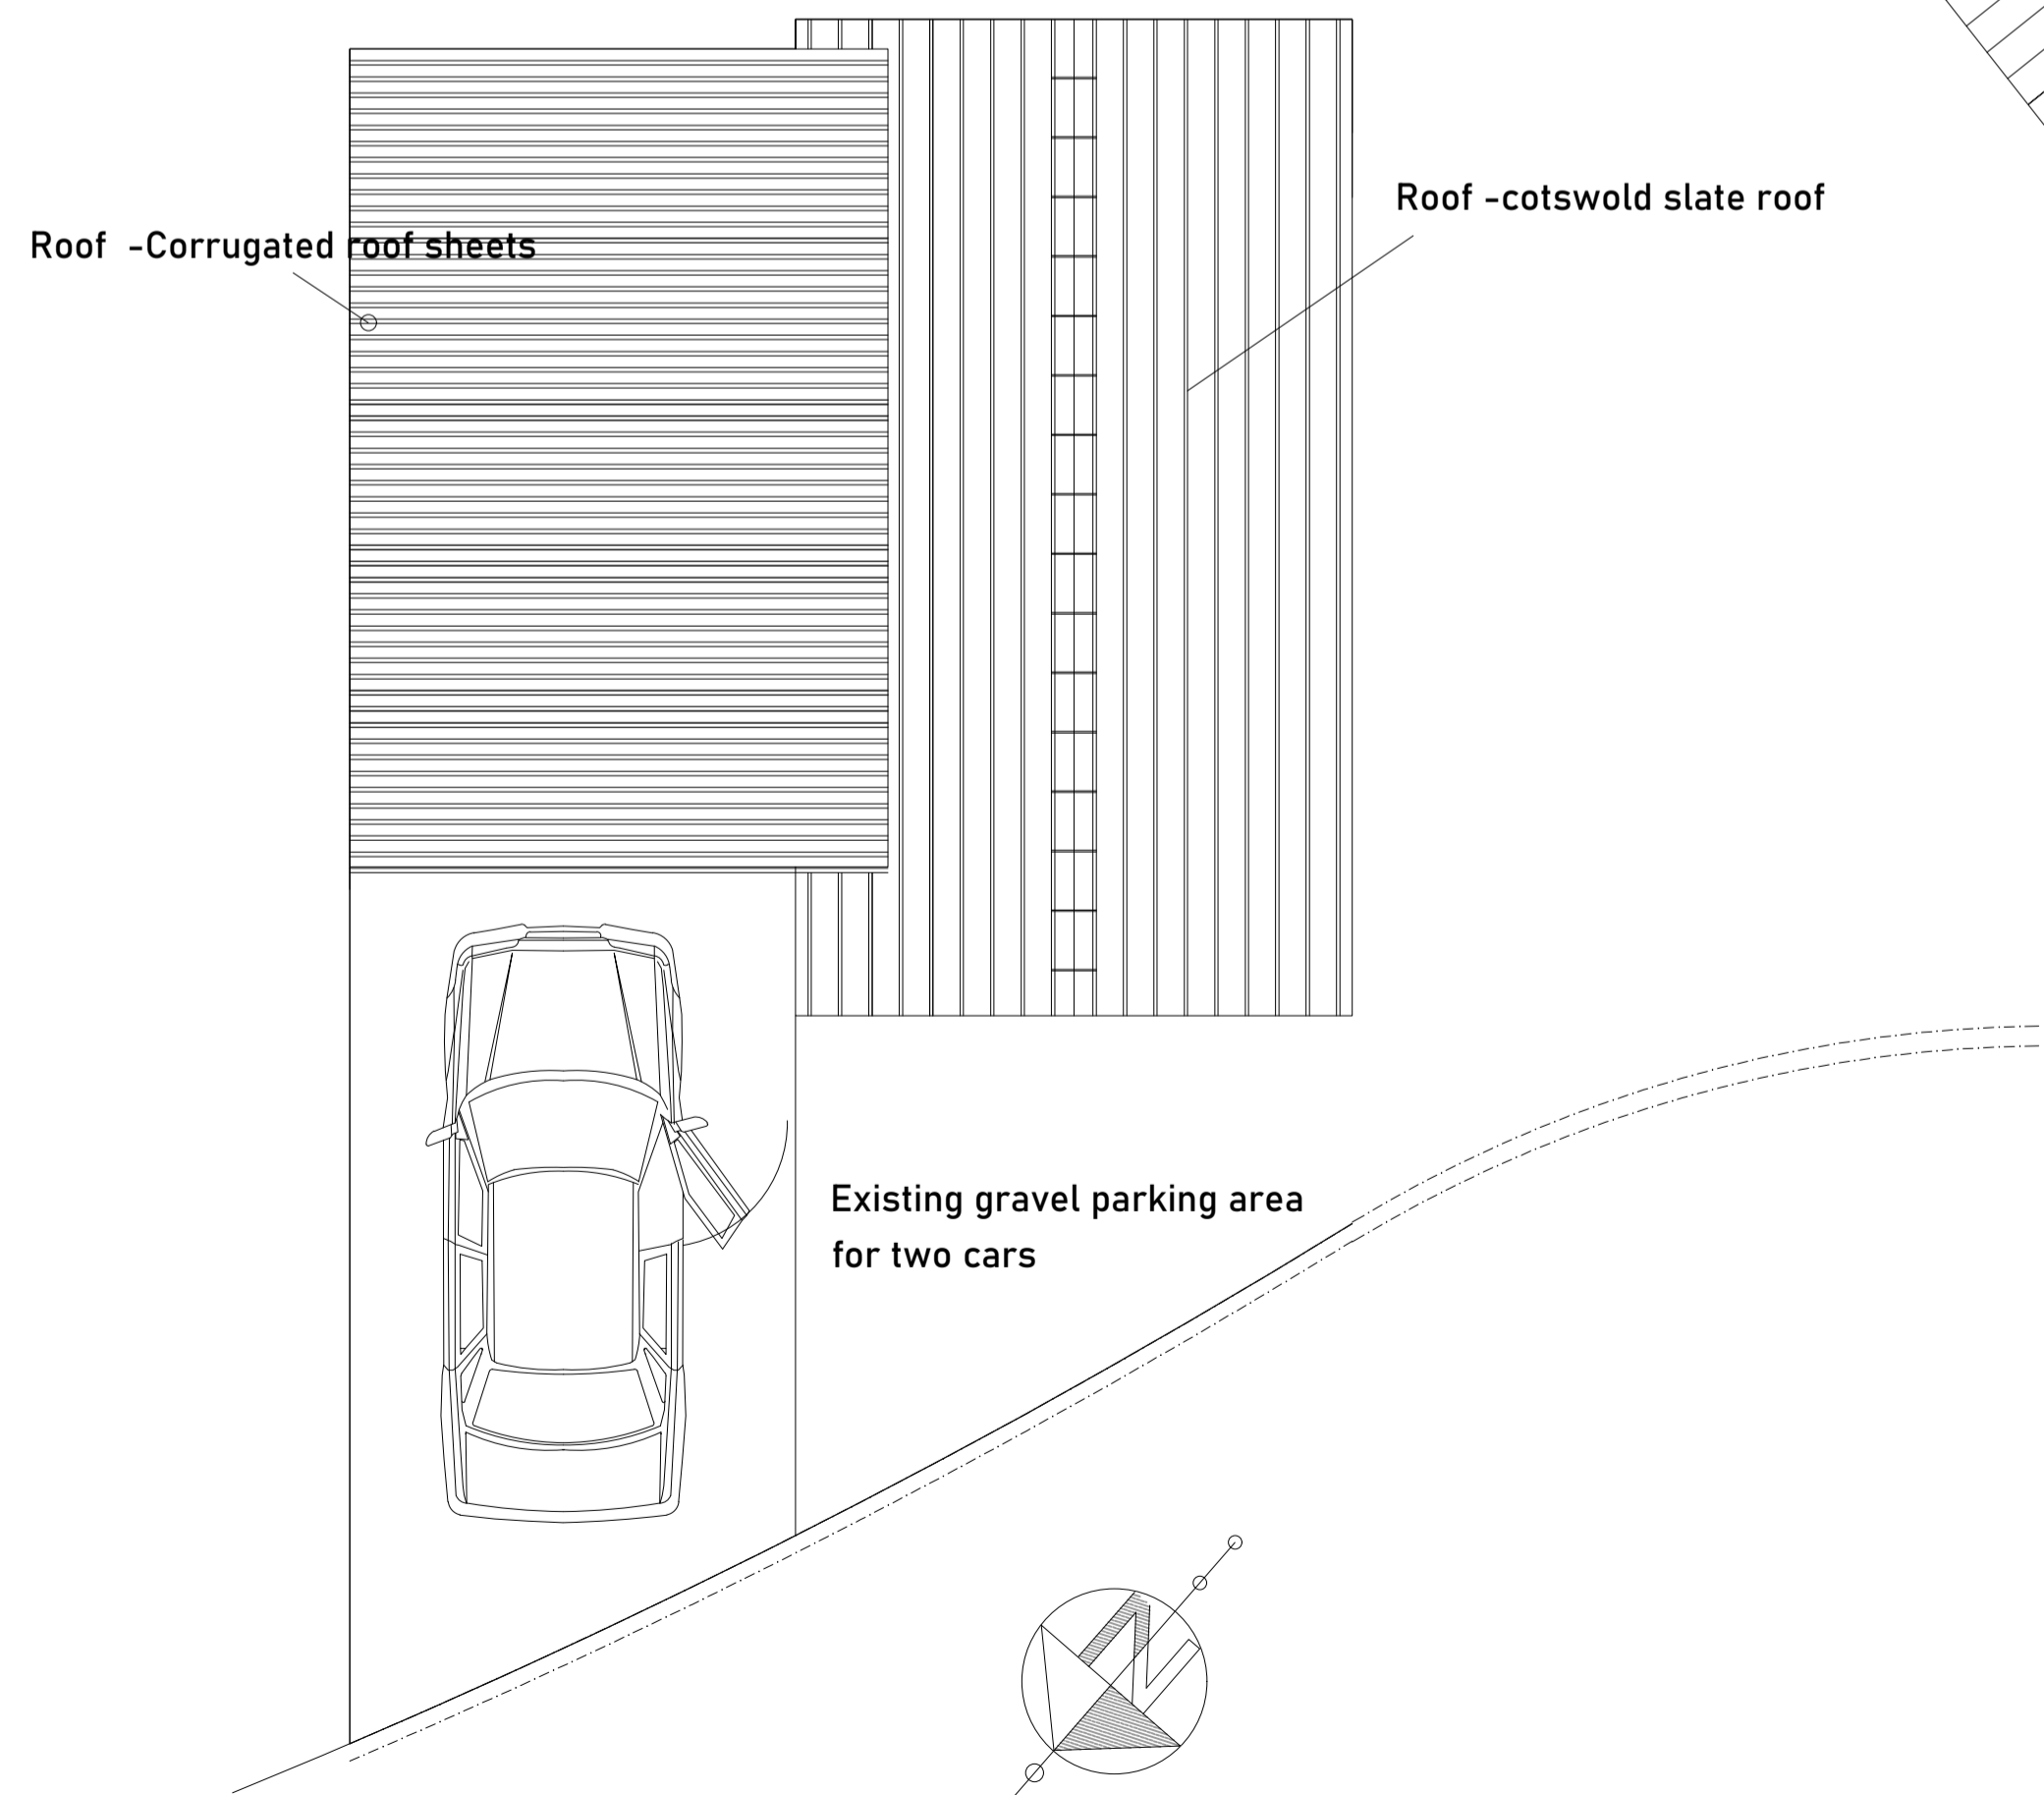 Roof -cotswold slate roof
Roof -Corrugated roof sheets
Existing gravel parking area
for two cars
N